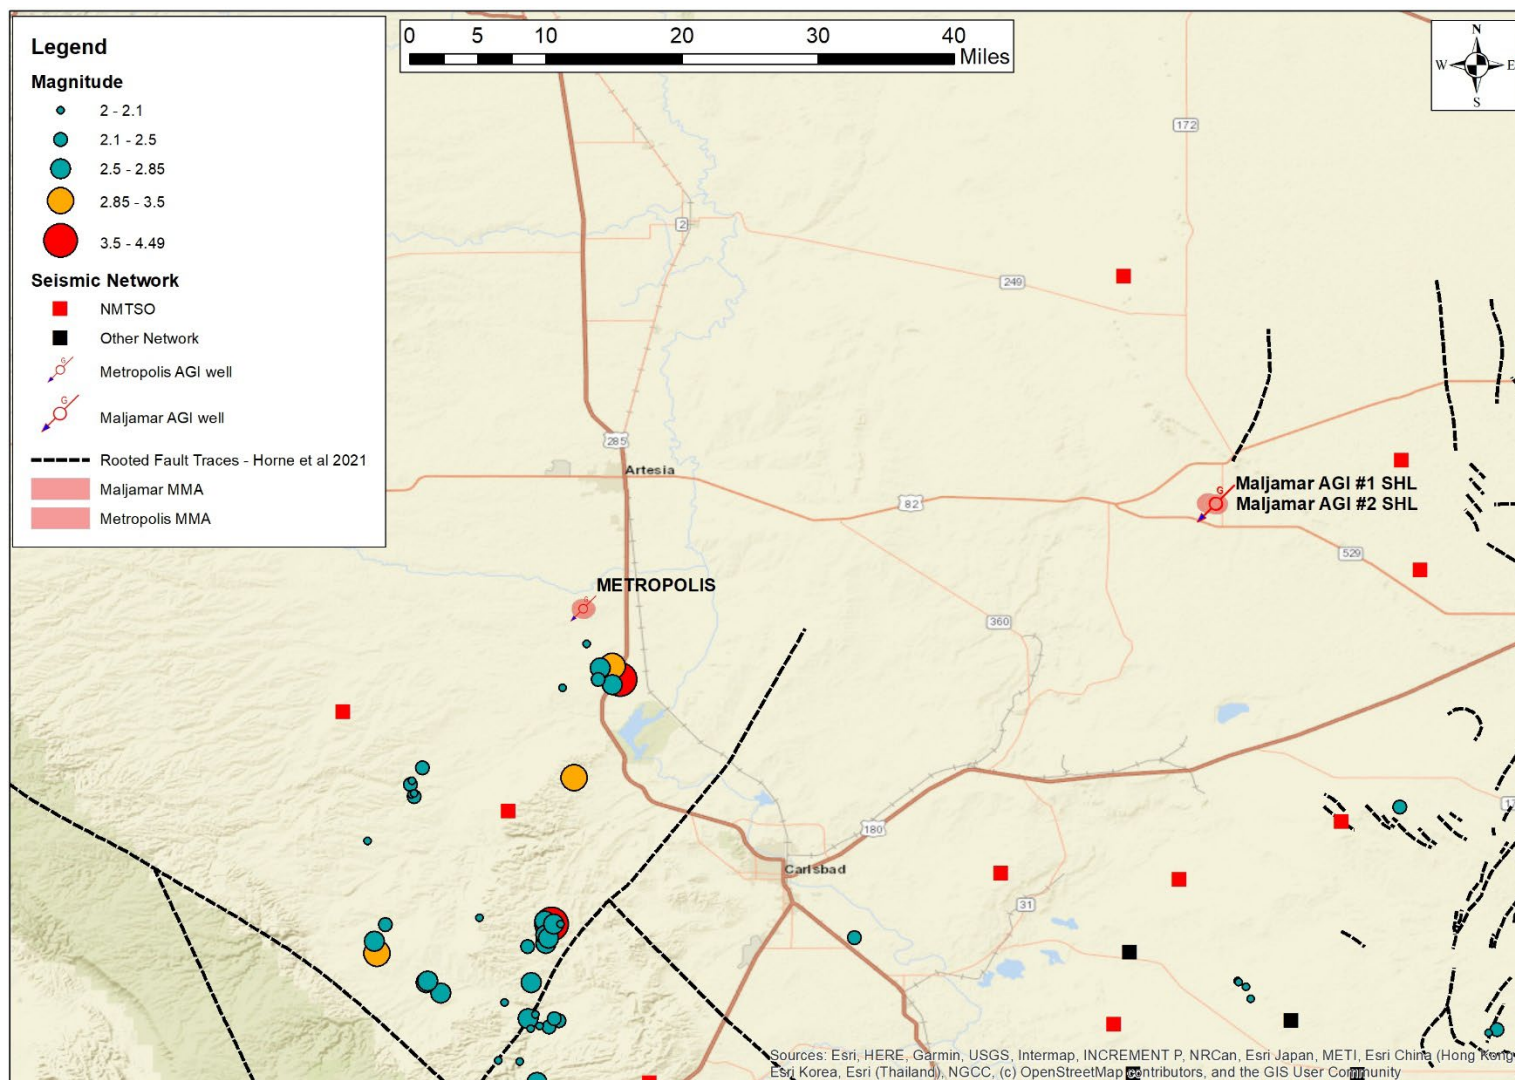 Legend
Magnitude
2 - 2.1
2.1 - 2.5
2.5 - 2.85
2.85 - 3.5
3.5 - 4.49
Seismic Network
NMTSO
Other Network
G
Metropolis AGI well
G
Maljamar AGI well
Rooted Fault Traces - Horne et al 2021
Maljamar MMA
Metropolis MMA
0 5 10 20 30 40
Miles
N
W E
S
172
2
249
285
Artesia
82
G
Maljamar AGI #1 SHL
Maljamar AGI #2 SHL
529
METROPOLIS
G
360
180
Carlsbad
31
Sources: Esri, HERE, Garmin, USGS, Intermap, INCREMENT P, NRCan, Esri Japan, METI, Esri China (Hong Kong
Esri Korea, Esri (Thailand), NGCC, (c) OpenStreetMap contributors, and the GIS User Community